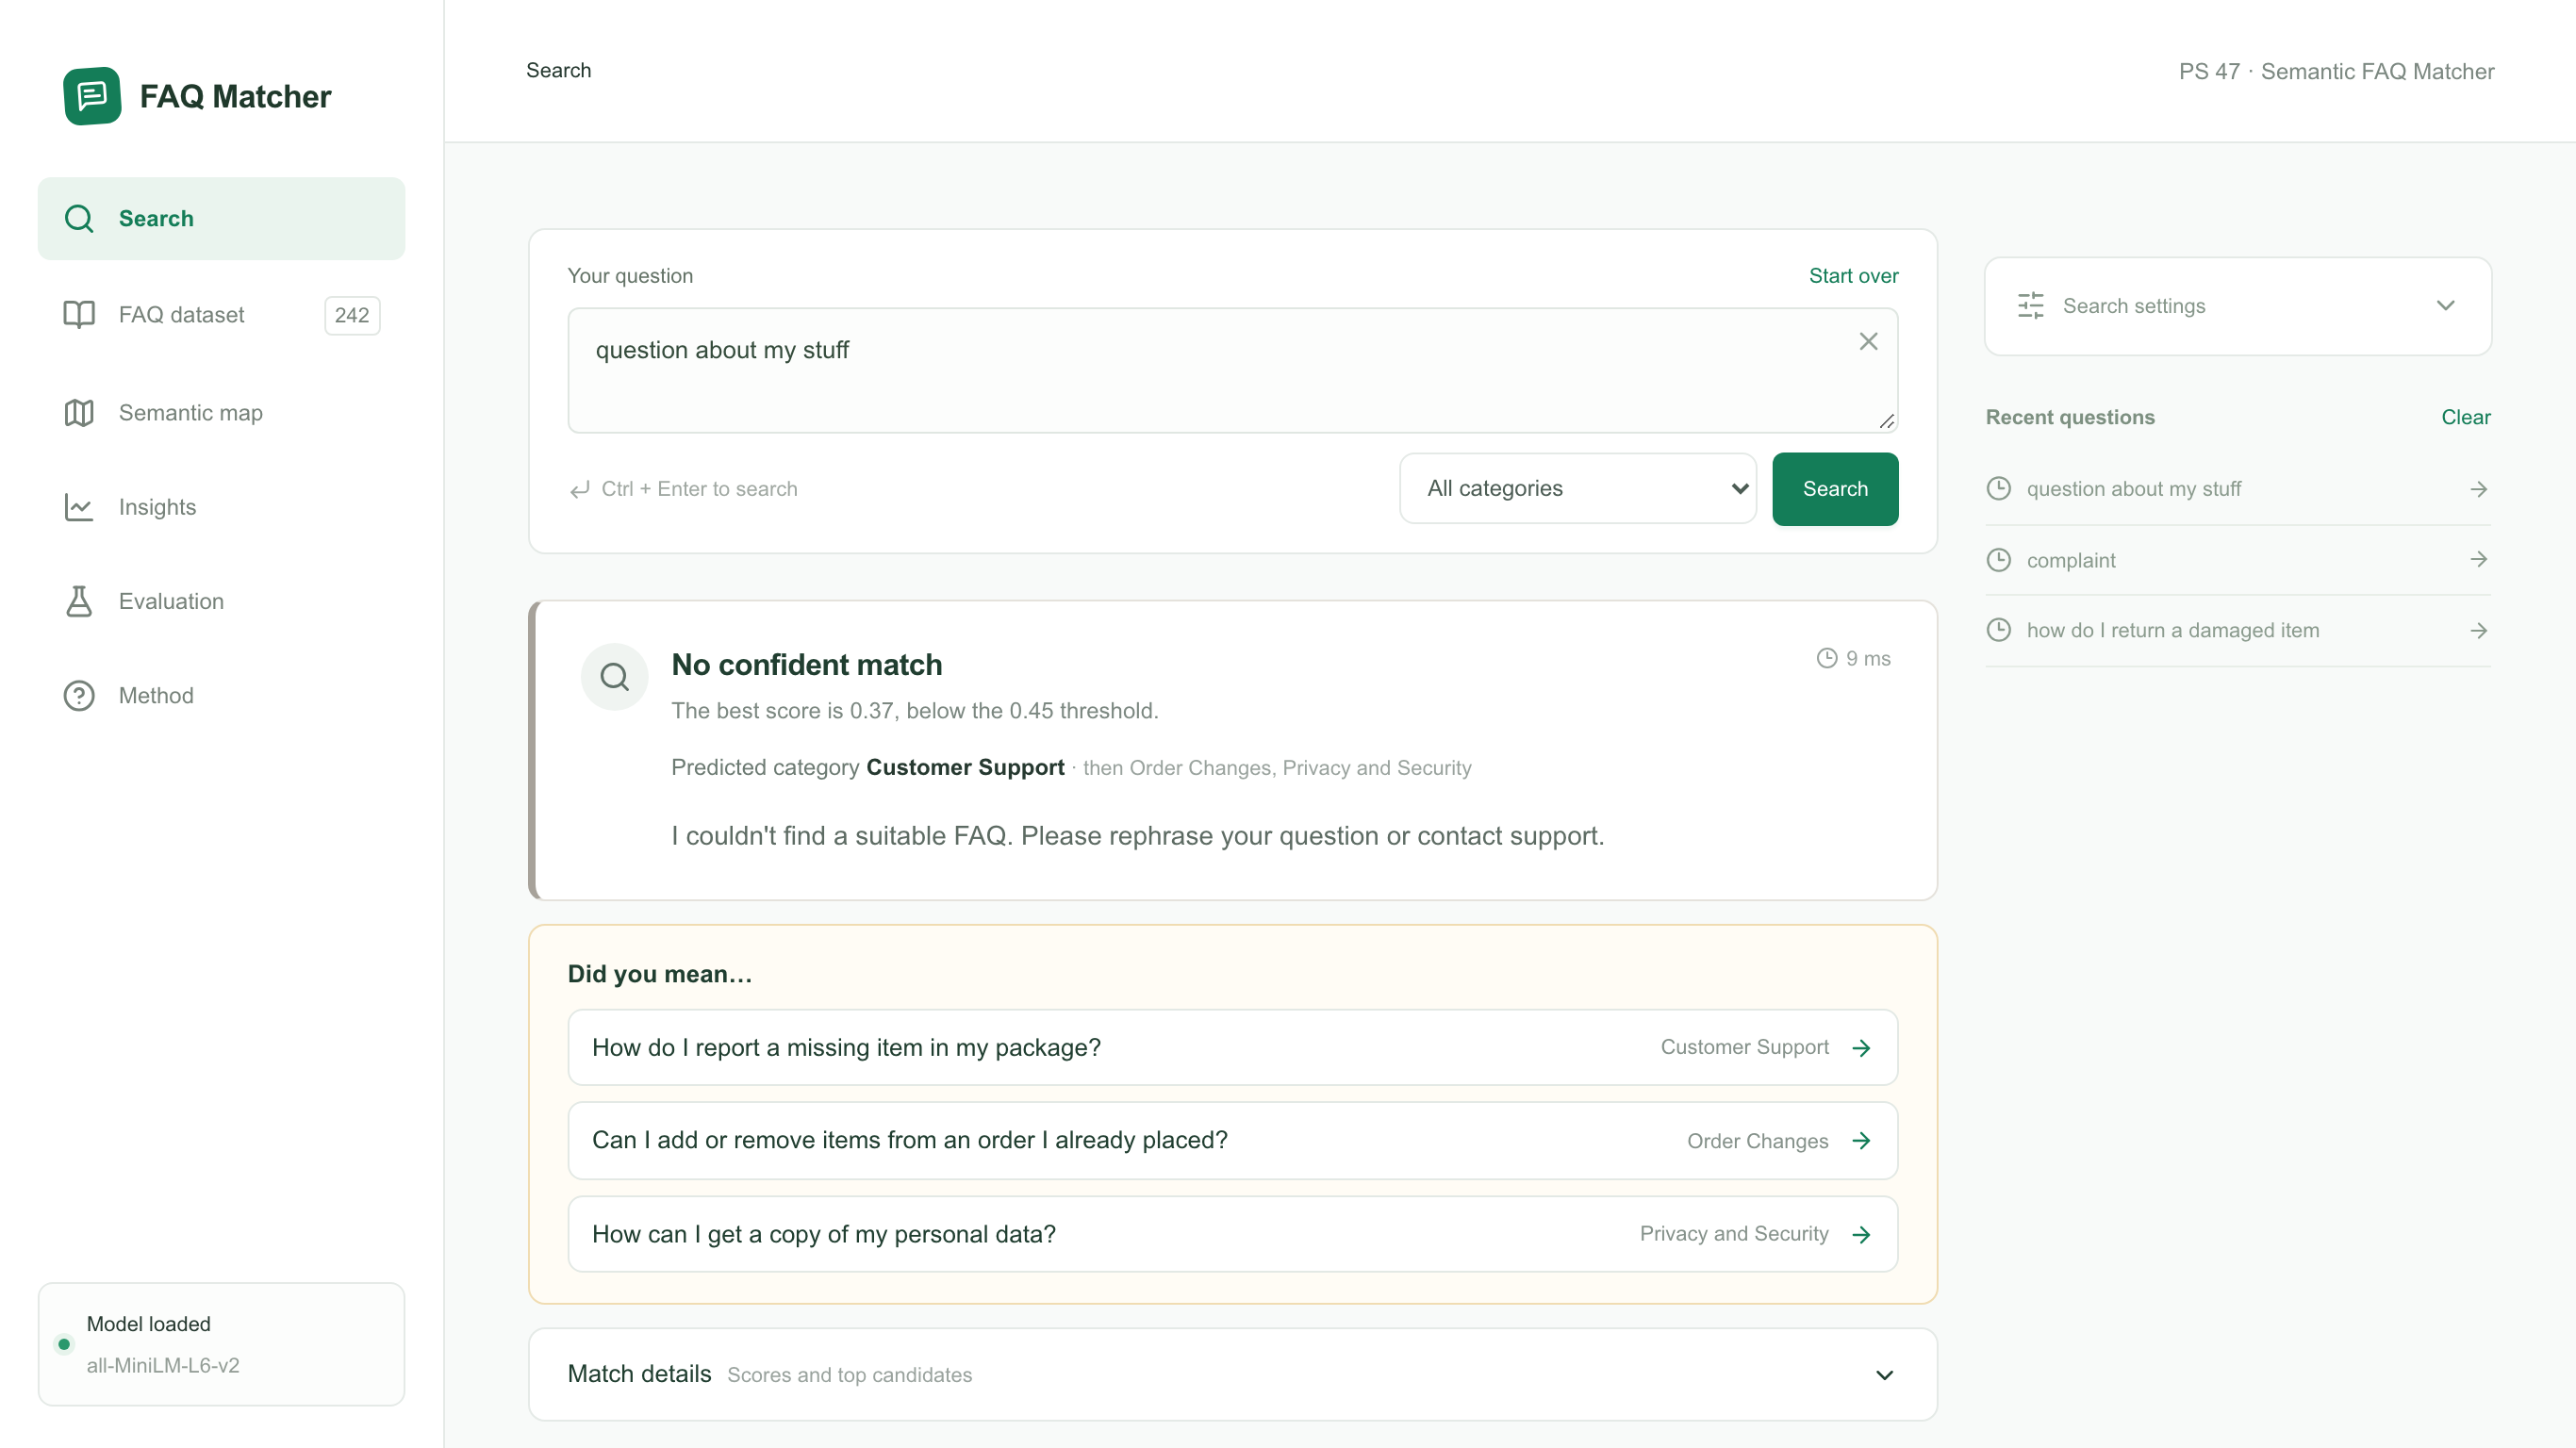 FAQ Matcher
Search
FAQ dataset 242
Semantic map
Insights
Evaluation
Method
Model loaded
all-MiniLM-L6-v2
Search
PS 47 · Semantic FAQ Matcher
Your question
Start over
question about my stuff
Ctrl + Enter to search
All categories
Search
No confident match
9 ms
The best score is 0.37, below the 0.45 threshold.
Predicted category Customer Support · then Order Changes, Privacy and Security
I couldn't find a suitable FAQ. Please rephrase your question or contact support.
Did you mean…
How do I report a missing item in my package? Customer Support
Can I add or remove items from an order I already placed? Order Changes
How can I get a copy of my personal data? Privacy and Security
Match details Scores and top candidates
Search settings
Recent questions Clear
question about my stuff
complaint
how do I return a damaged item